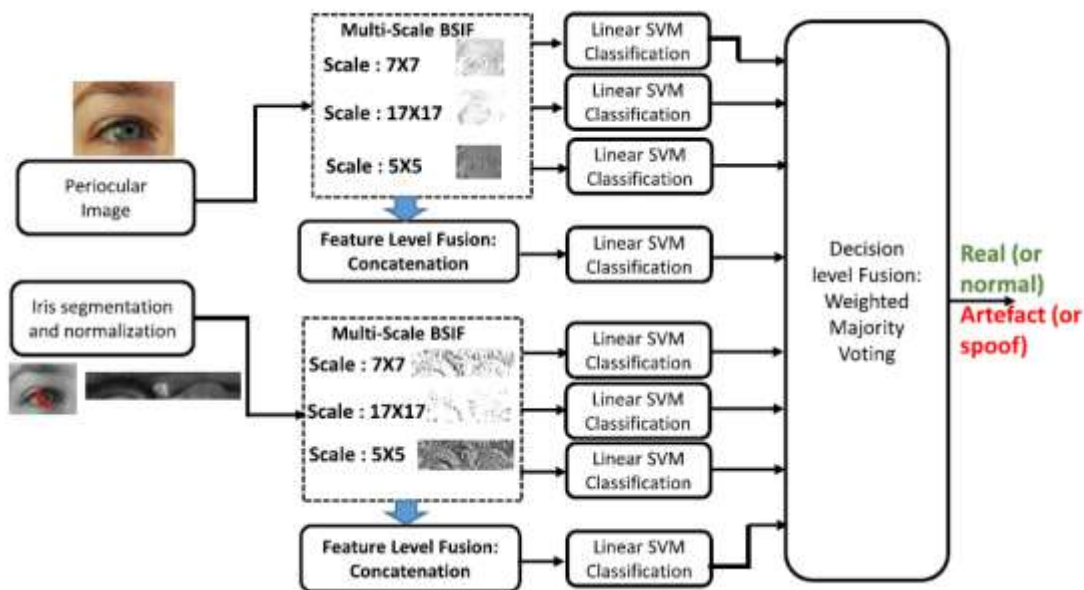 Multi-Scale BSIF
Scale : 7X7
Scale : 17X17
Scale : 5X5
Linear SVM
Classification
Linear SVM
Classification
Linear SVM
Classification
Periocular
Image
Feature Level Fusion:
Concatenation
Linear SVM
Classification
Iris segmentation
and normalization
Multi-Scale BSIF
Scale : 7X7
Scale : 17X17
Scale : 5X5
Linear SVM
Classification
Linear SVM
Classification
Linear SVM
Classification
Feature Level Fusion:
Concatenation
Linear SVM
Classification
Decision
level Fusion:
Weighted
Majority
Voting
Real (or
normal)
Artefact (or
spoof)